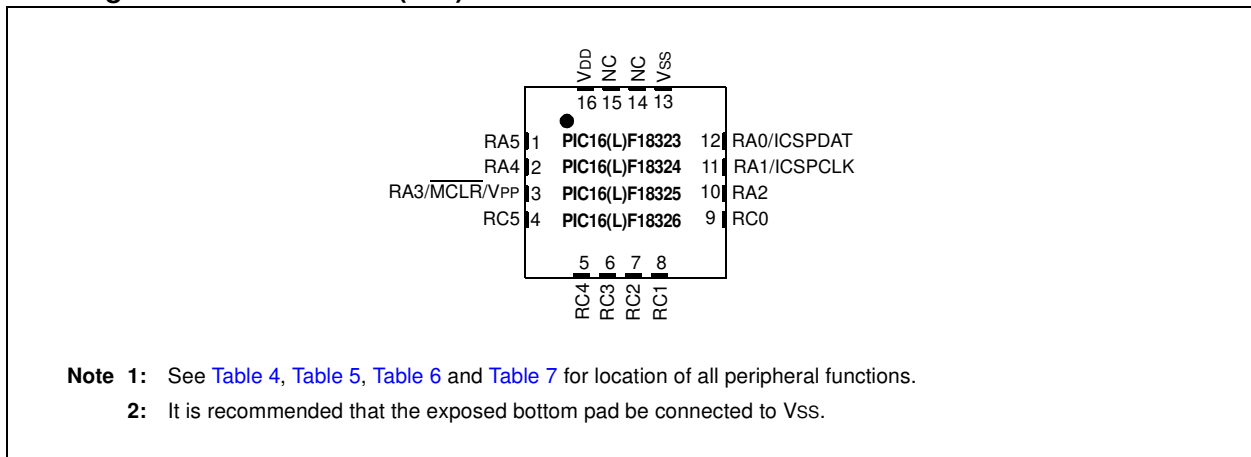 VDD NC NC VSS
16 15 14 13
RA5 1 PIC16(L)F18323 12 RA0/ICSPDAT
RA4 2 PIC16(L)F18324 11 RA1/ICSPCLK
RA3/MCLR/VPP 3 PIC16(L)F18325 10 RA2
RC5 4 PIC16(L)F18326 9 RC0
5 6 7 8
RC4 RC3 RC2 RC1
Note 1: See Table 4, Table 5, Table 6 and Table 7 for location of all peripheral functions.
2: It is recommended that the exposed bottom pad be connected to VSS.